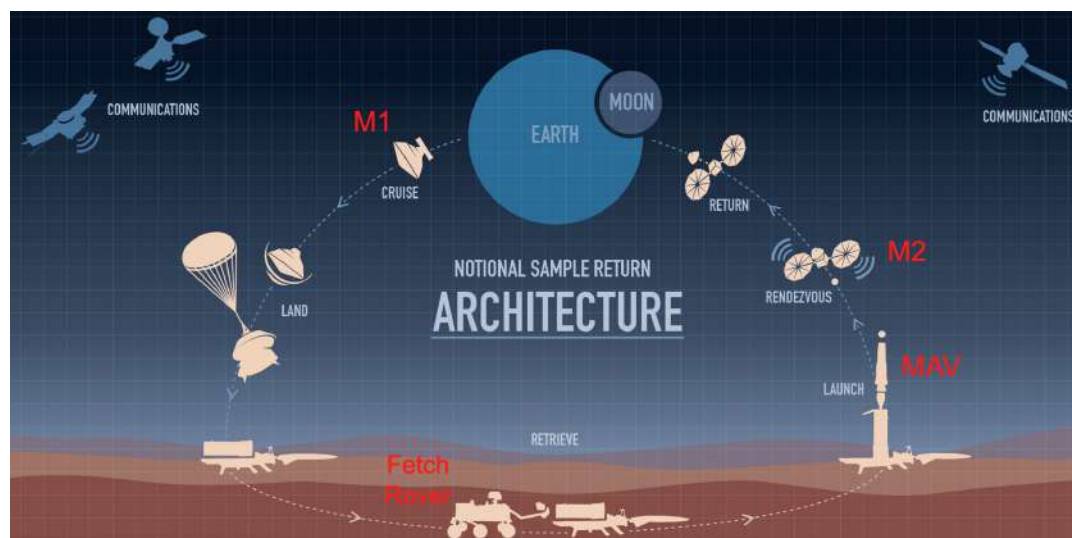 COMMUNICATIONS
COMMUNICATIONS
M1
MOON
EARTH
CRUISE
RETURN
M2
NOTIONAL SAMPLE RETURN
ARCHITECTURE
LAND
RENDEZVOUS
MAV
LAUNCH
RETRIEVE
Fetch
Rover